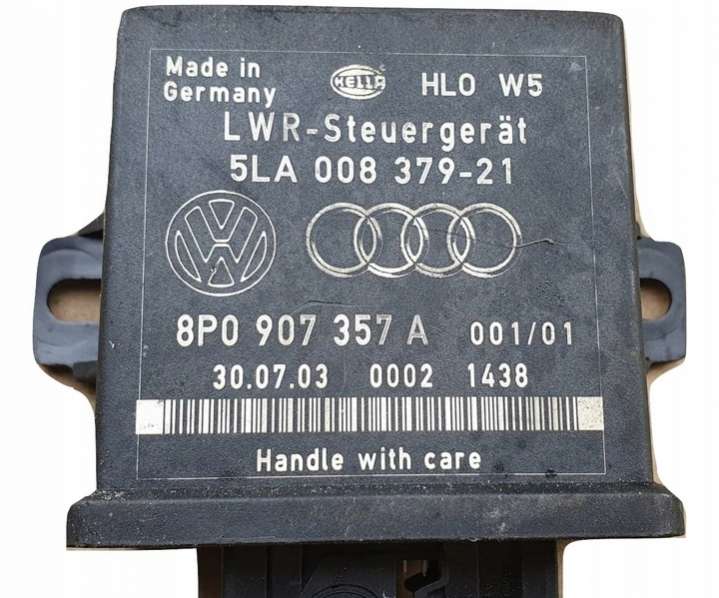 Made in
Germany
HELLA
HLO W5
LWR-Steuergerät
5LA 008 379-21
VW
8P0 907 357 A 001/01
30.07.03 0002 1438
Handle with care